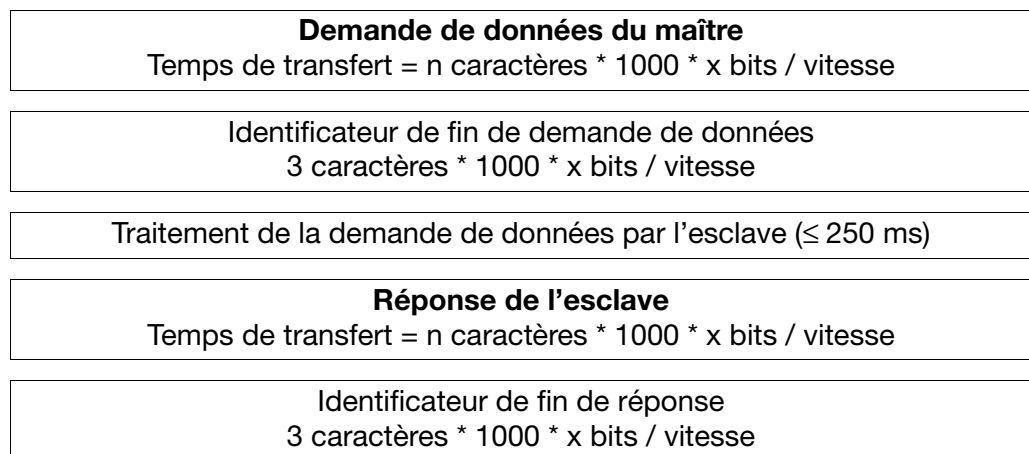 Demande de données du maître
Temps de transfert = n caractères * 1000 * x bits / vitesse
Identificateur de fin de demande de données
3 caractères * 1000 * x bits / vitesse
Traitement de la demande de données par l’esclave (≤ 250 ms)
Réponse de l’esclave
Temps de transfert = n caractères * 1000 * x bits / vitesse
Identificateur de fin de réponse
3 caractères * 1000 * x bits / vitesse